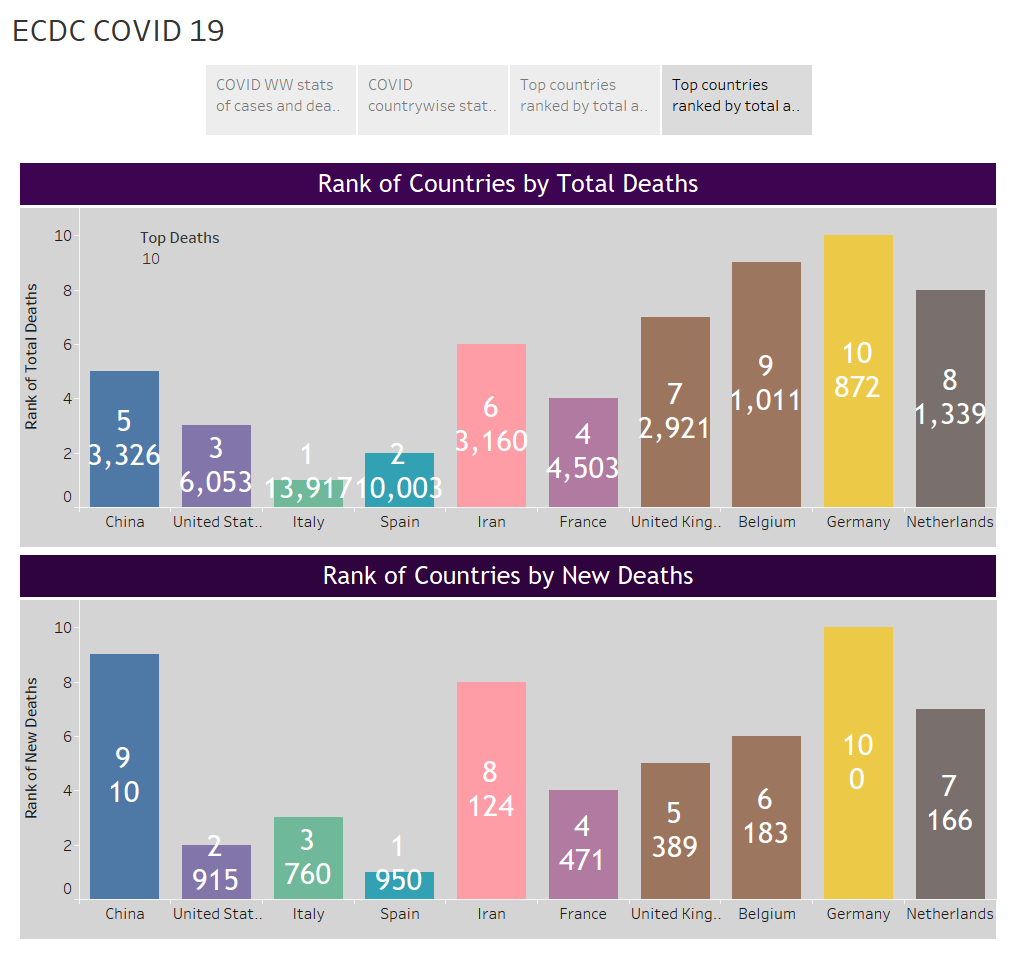 ECDC COVID 19
COVID WW stats
of cases and dea..
COVID
countrywise stat..
Top countries
ranked by total a..
Top countries
ranked by total a..
Rank of Countries by Total Deaths
Top Deaths
10
Rank of Total Deaths
10
8
6
4
2
0
5
3,326
3
6,053
1
13,917
2
10,003
6
3,160
4
4,503
7
2,921
9
1,011
10
872
8
1,339
China
United Stat..
Italy
Spain
Iran
France
United King..
Belgium
Germany
Netherlands
Rank of Countries by New Deaths
Rank of New Deaths
10
8
6
4
2
0
9
10
2
915
3
760
1
950
8
124
4
471
5
389
6
183
10
0
7
166
China
United Stat..
Italy
Spain
Iran
France
United King..
Belgium
Germany
Netherlands